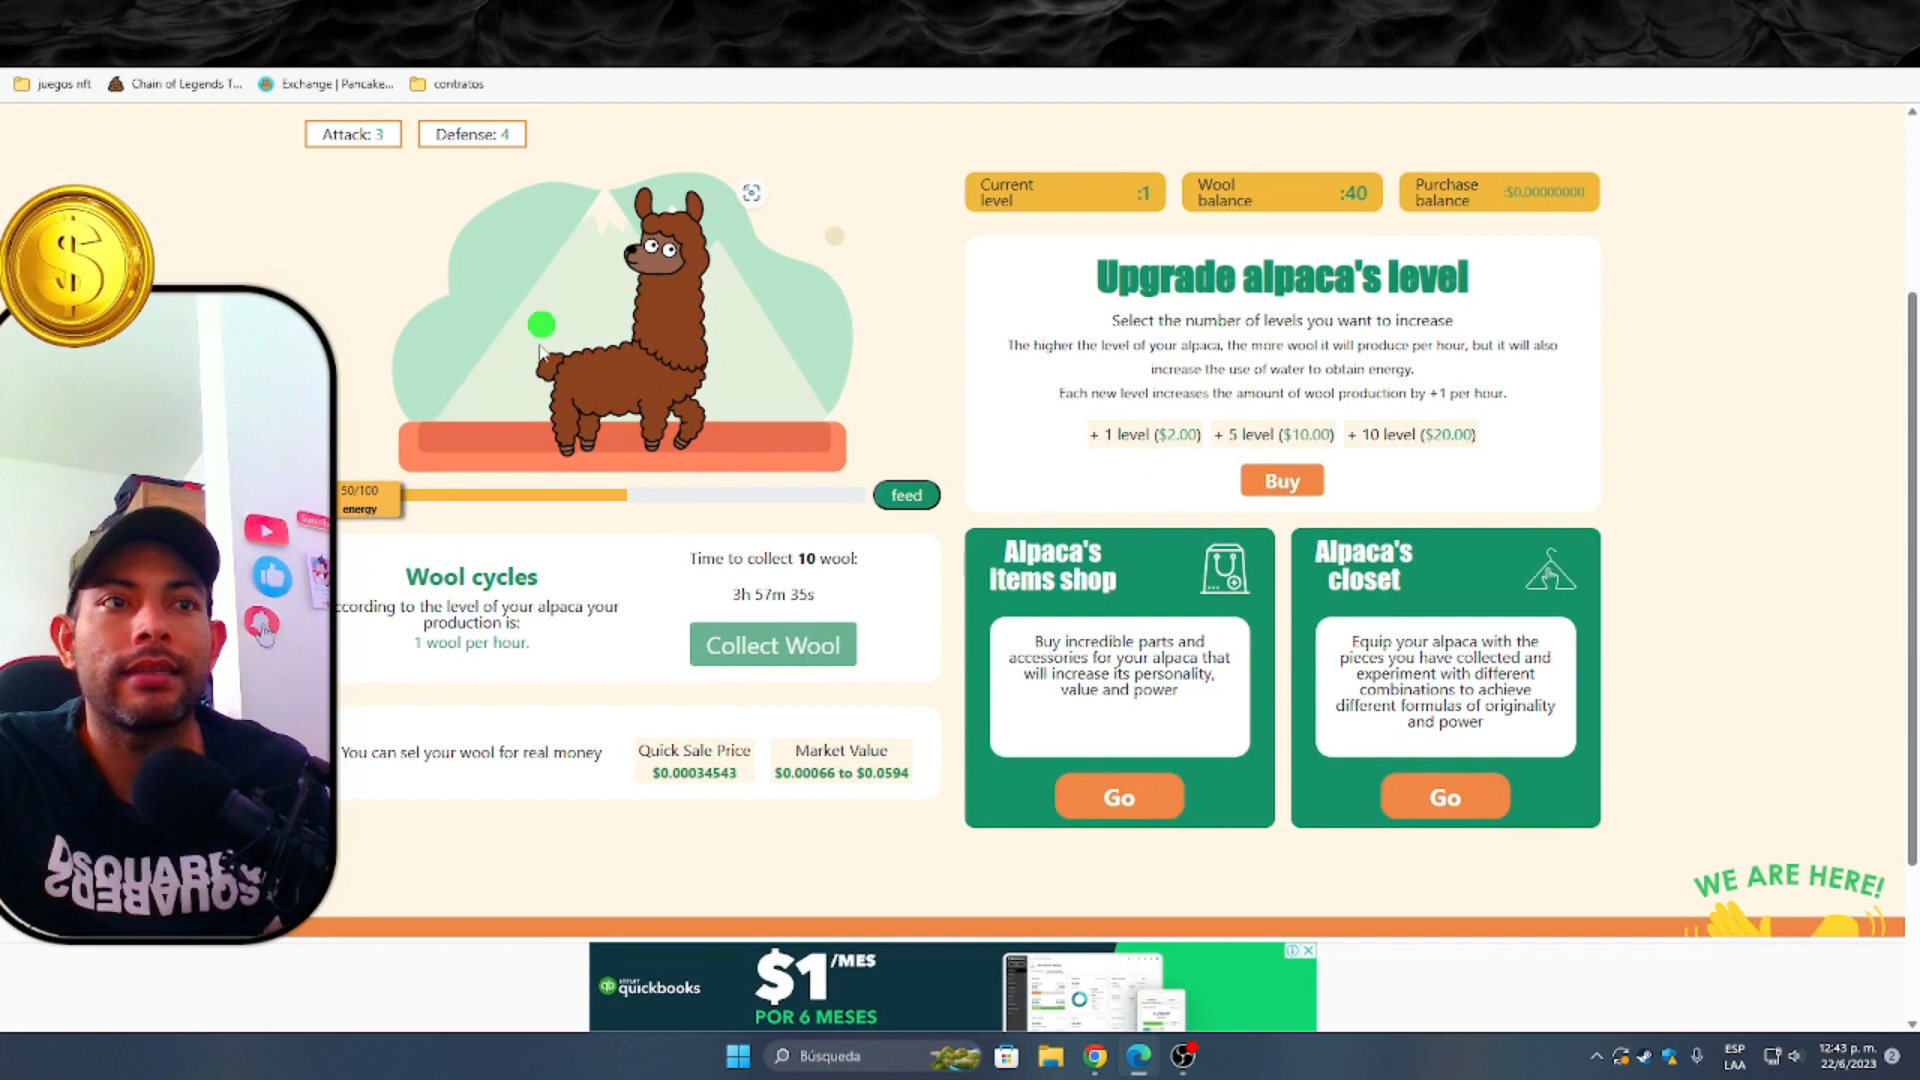 juegos nft
Chain of Legends T...
Exchange | Pancake...
contratos
Attack: 3
Defense: 4
Current level :1
Wool balance :40
Purchase balance :$0.00000000
Upgrade alpaca's level
Select the number of levels you want to increase
The higher the level of your alpaca, the more wool it will produce per hour, but it will also
increase the use of water to obtain energy.
Each new level increases the amount of wool production by +1 per hour.
+ 1 level ($2.00) + 5 level ($10.00) + 10 level ($20.00)
Buy
50/100
energy
feed
Wool cycles
ccording to the level of your alpaca your
production is:
1 wool per hour.
Time to collect 10 wool:
3h 57m 35s
Collect Wool
You can sel your wool for real money
Quick Sale Price
$0.00034543
Market Value
$0.00066 to $0.0594
Alpaca's
items shop
Buy incredible parts and
accessories for your alpaca that
will increase its personality,
value and power
Go
Alpaca's
closet
Equip your alpaca with the
pieces you have collected and
experiment with different
combinations to achieve
different formulas of originality
and power
Go
WE ARE HERE!
DSQUARE
intuit
quickbooks
$1/MES
POR 6 MESES
Búsqueda
ESP
LAA
12:43 p. m.
22/6/2023
2